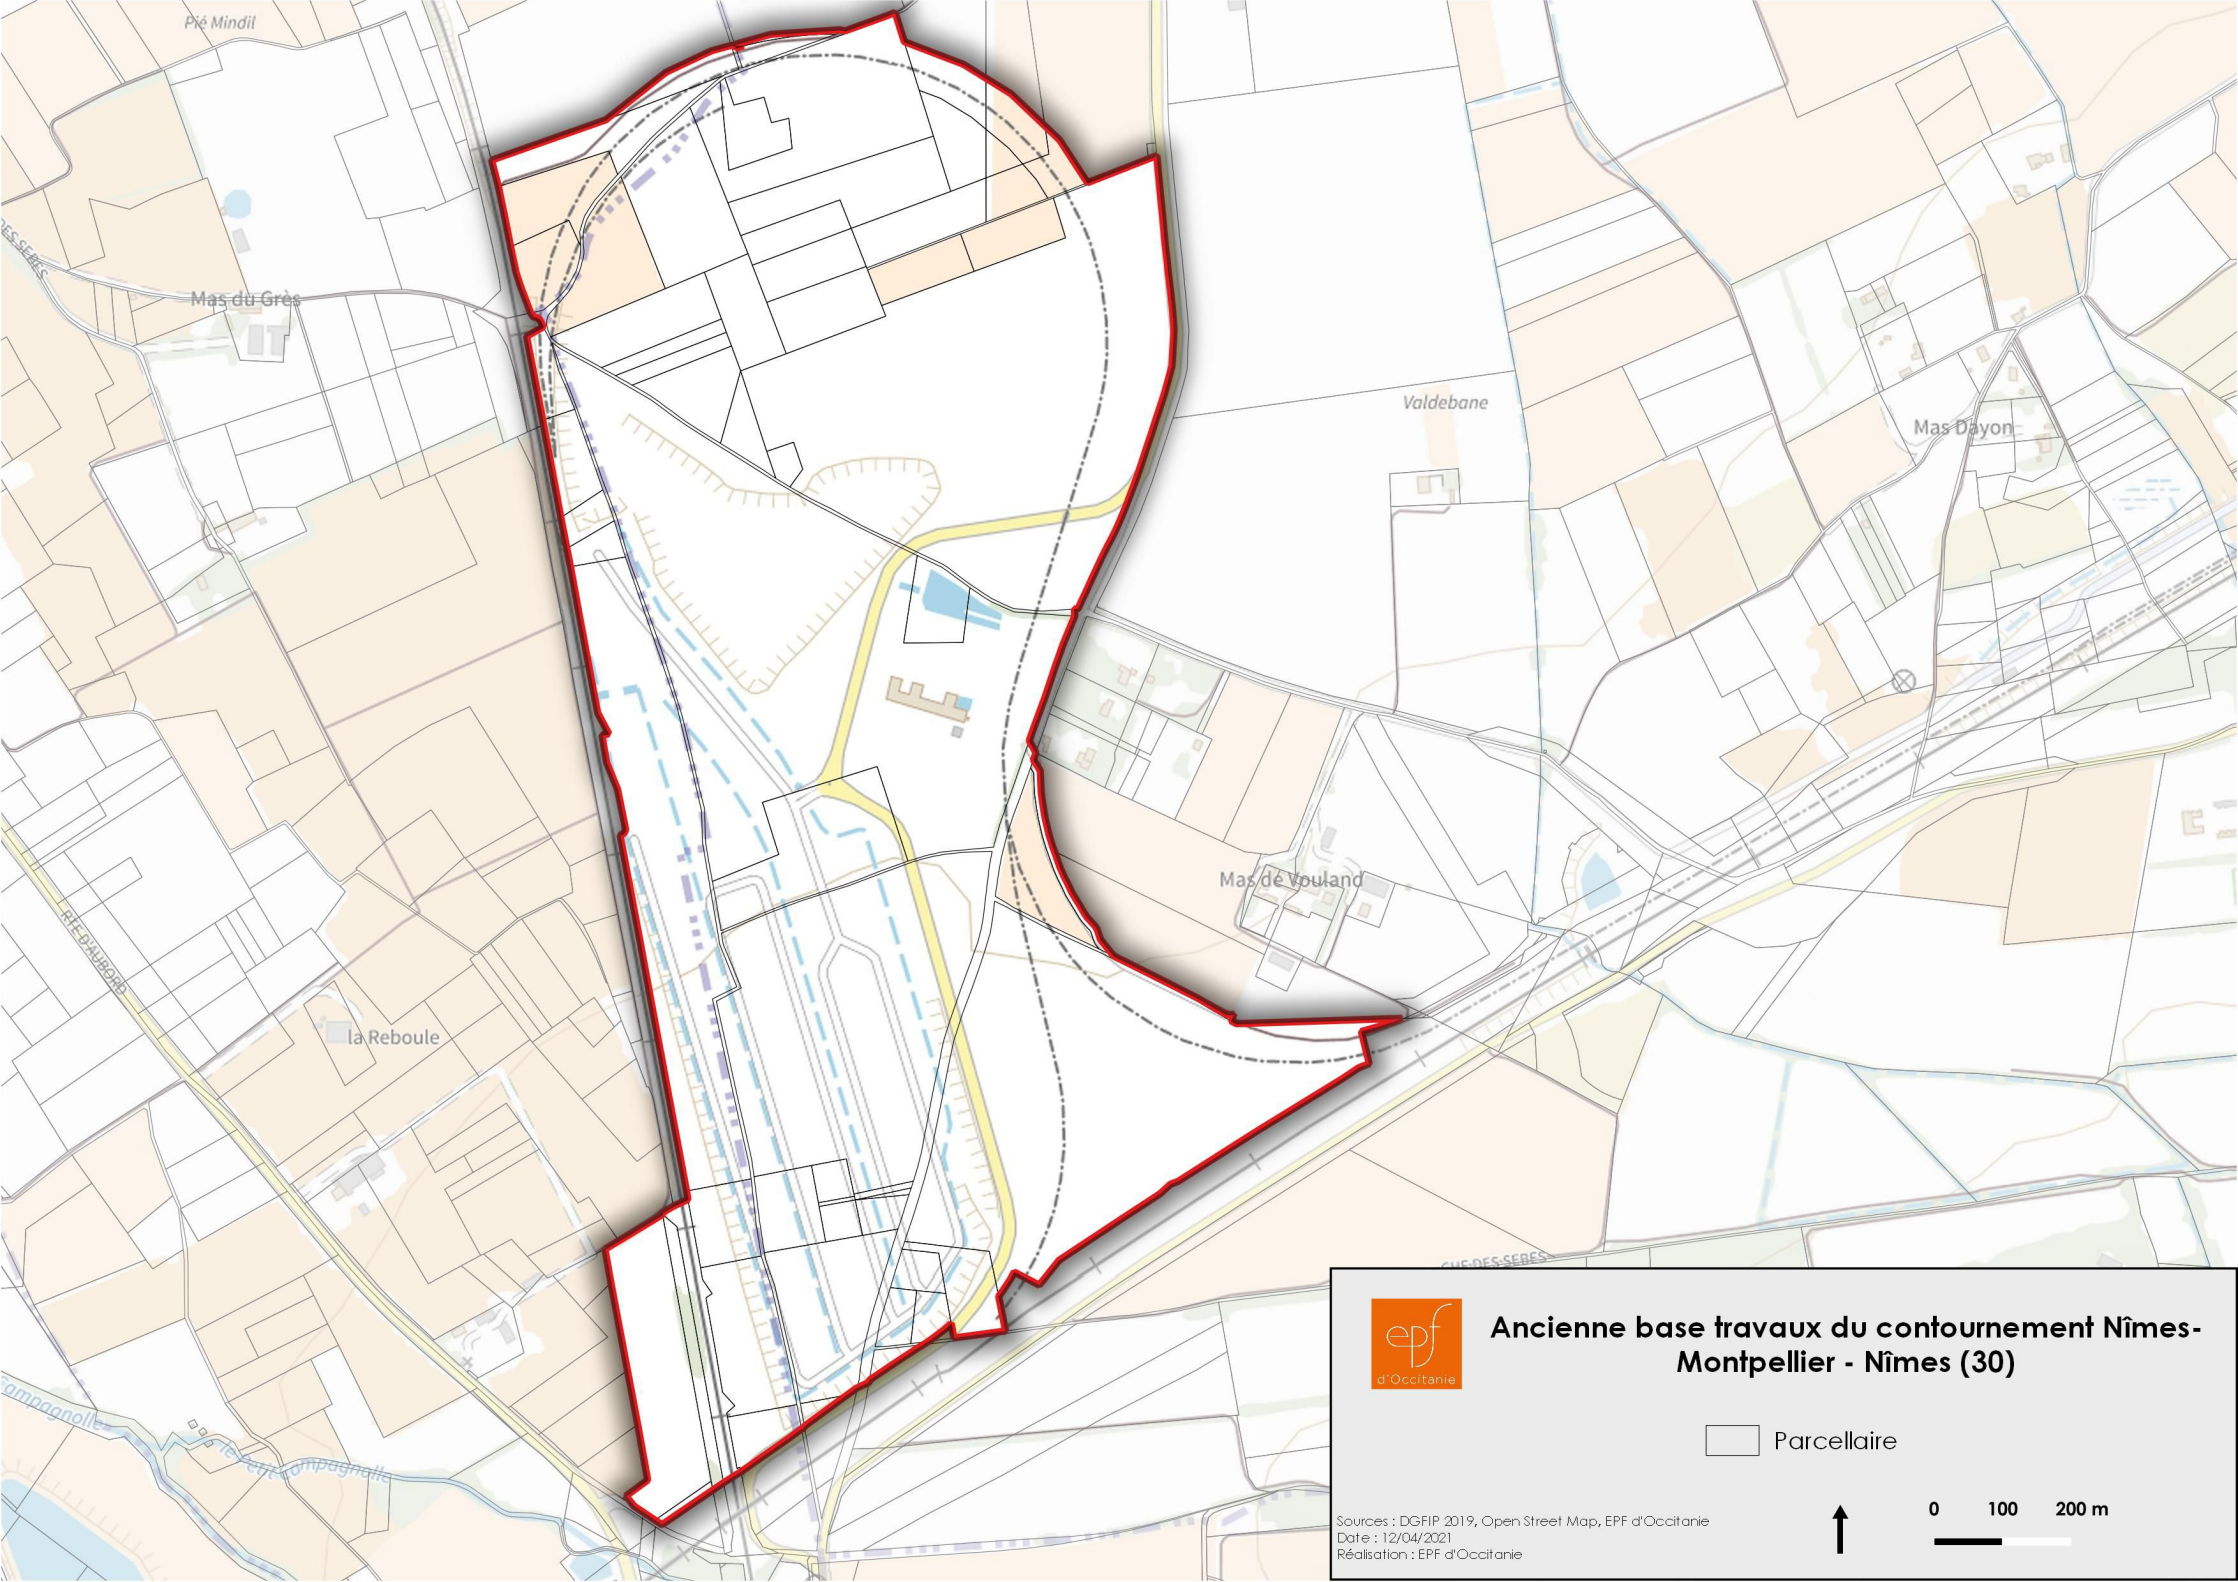 Pié Mindil
DES SEBES
Mas du Grès
Valdebane
Mas Dayon
Mas de Vouland
RTE D'AUBORD
la Reboule
CHE DES SEBES
Campagnolle
le Petit Campagnolle
epf
d'Occitanie
Ancienne base travaux du contournement Nîmes-
Montpellier - Nîmes (30)
Parcellaire
0 100 200 m
Sources : DGFIP 2019, Open Street Map, EPF d'Occitanie
Date : 12/04/2021
Réalisation : EPF d'Occitanie